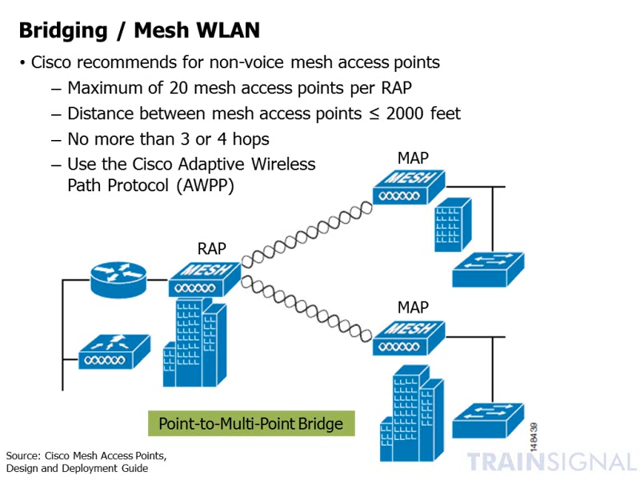 Bridging / Mesh WLAN
• Cisco recommends for non-voice mesh access points
– Maximum of 20 mesh access points per RAP
– Distance between mesh access points ≤ 2000 feet
– No more than 3 or 4 hops
– Use the Cisco Adaptive Wireless
Path Protocol (AWPP)
MAP
MESH
RAP
MESH
MAP
MESH
Point-to-Multi-Point Bridge
148439
Source: Cisco Mesh Access Points,
Design and Deployment Guide
TRAINSIGNAL